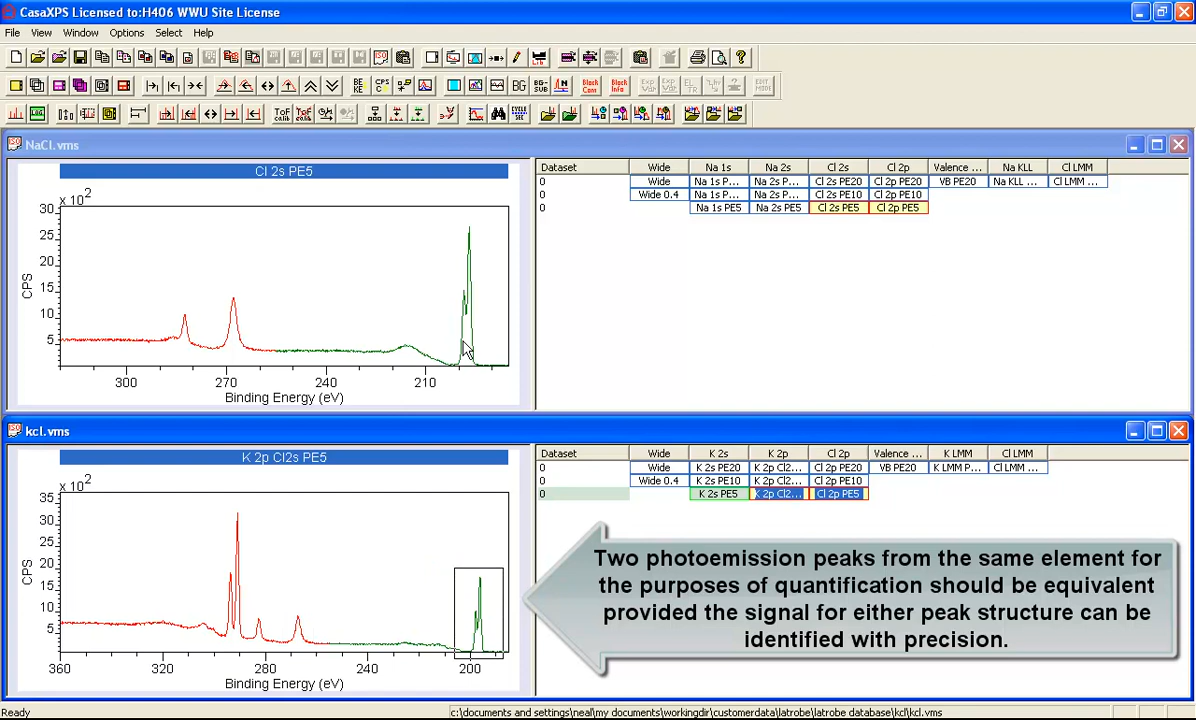 CasaXPS Licensed to:H406 WWU Site License
File View Window Options Select Help
NaCl.vms
Cl 2s PE5
x 10^2
CPS
30
25
20
15
10
5
300 270 240 210
Binding Energy (eV)
Dataset Wide Na 1s Na 2s Cl 2s Cl 2p Valence ... Na KLL Cl LMM
0 Wide Na 1s P... Na 2s P... Cl 2s PE20 Cl 2p PE20 VB PE20 Na KLL ... Cl LMM ...
0 Wide 0.4 Na 1s P... Na 2s P... Cl 2s PE10 Cl 2p PE10
0 Na 1s PE5 Na 2s PE5 Cl 2s PE5 Cl 2p PE5
kcl.vms
K 2p Cl2s PE5
x 10^2
CPS
35
30
25
20
15
10
5
360 320 280 240 200
Binding Energy (eV)
Dataset Wide K 2s K 2p Cl 2p Valence ... K LMM Cl LMM
0 Wide K 2s PE20 K 2p Cl2... Cl 2p PE20 VB PE20 K LMM P... Cl LMM ...
0 Wide 0.4 K 2s PE10 K 2p Cl2... Cl 2p PE10
0 K 2s PE5 K 2p Cl2... Cl 2p PE5
Two photoemission peaks from the same element for
the purposes of quantification should be equivalent
provided the signal for either peak structure can be
identified with precision.
Ready c:\documents and settings\neal\my documents\workingdir\customerdata\latrobe\latrobe database\kcl\kcl.vms